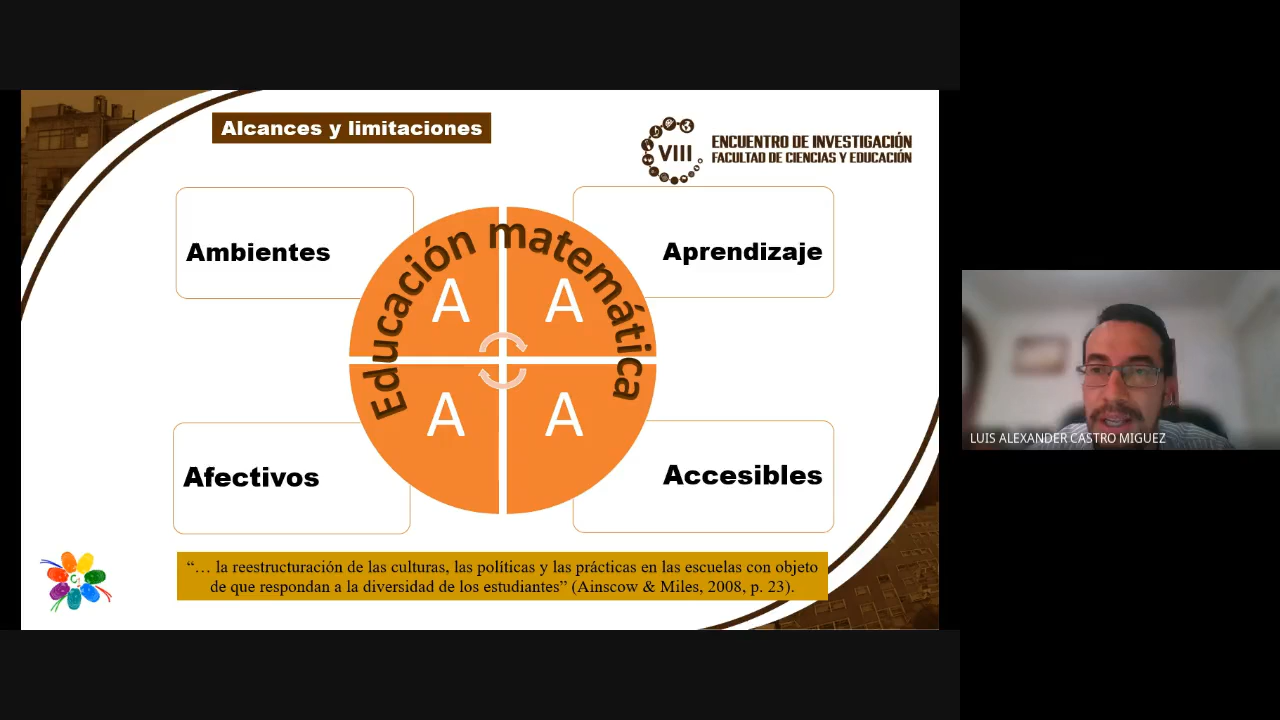 Alcances y limitaciones
VIII
ENCUENTRO DE INVESTIGACIÓN
FACULTAD DE CIENCIAS Y EDUCACIÓN
Ambientes
Aprendizaje
Educación matemática
A
A
A
A
Afectivos
Accesibles
“… la reestructuración de las culturas, las políticas y las prácticas en las escuelas con objeto
de que respondan a la diversidad de los estudiantes” (Ainscow & Miles, 2008, p. 23).
LUIS ALEXANDER CASTRO MIGUEZ